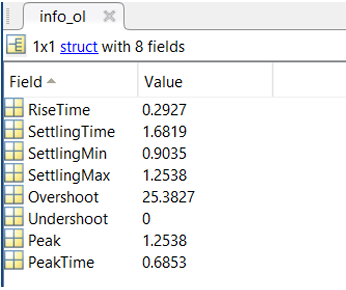 info_ol
1x1 struct with 8 fields
Field Value
RiseTime 0.2927
SettlingTime 1.6819
SettlingMin 0.9035
SettlingMax 1.2538
Overshoot 25.3827
Undershoot 0
Peak 1.2538
PeakTime 0.6853